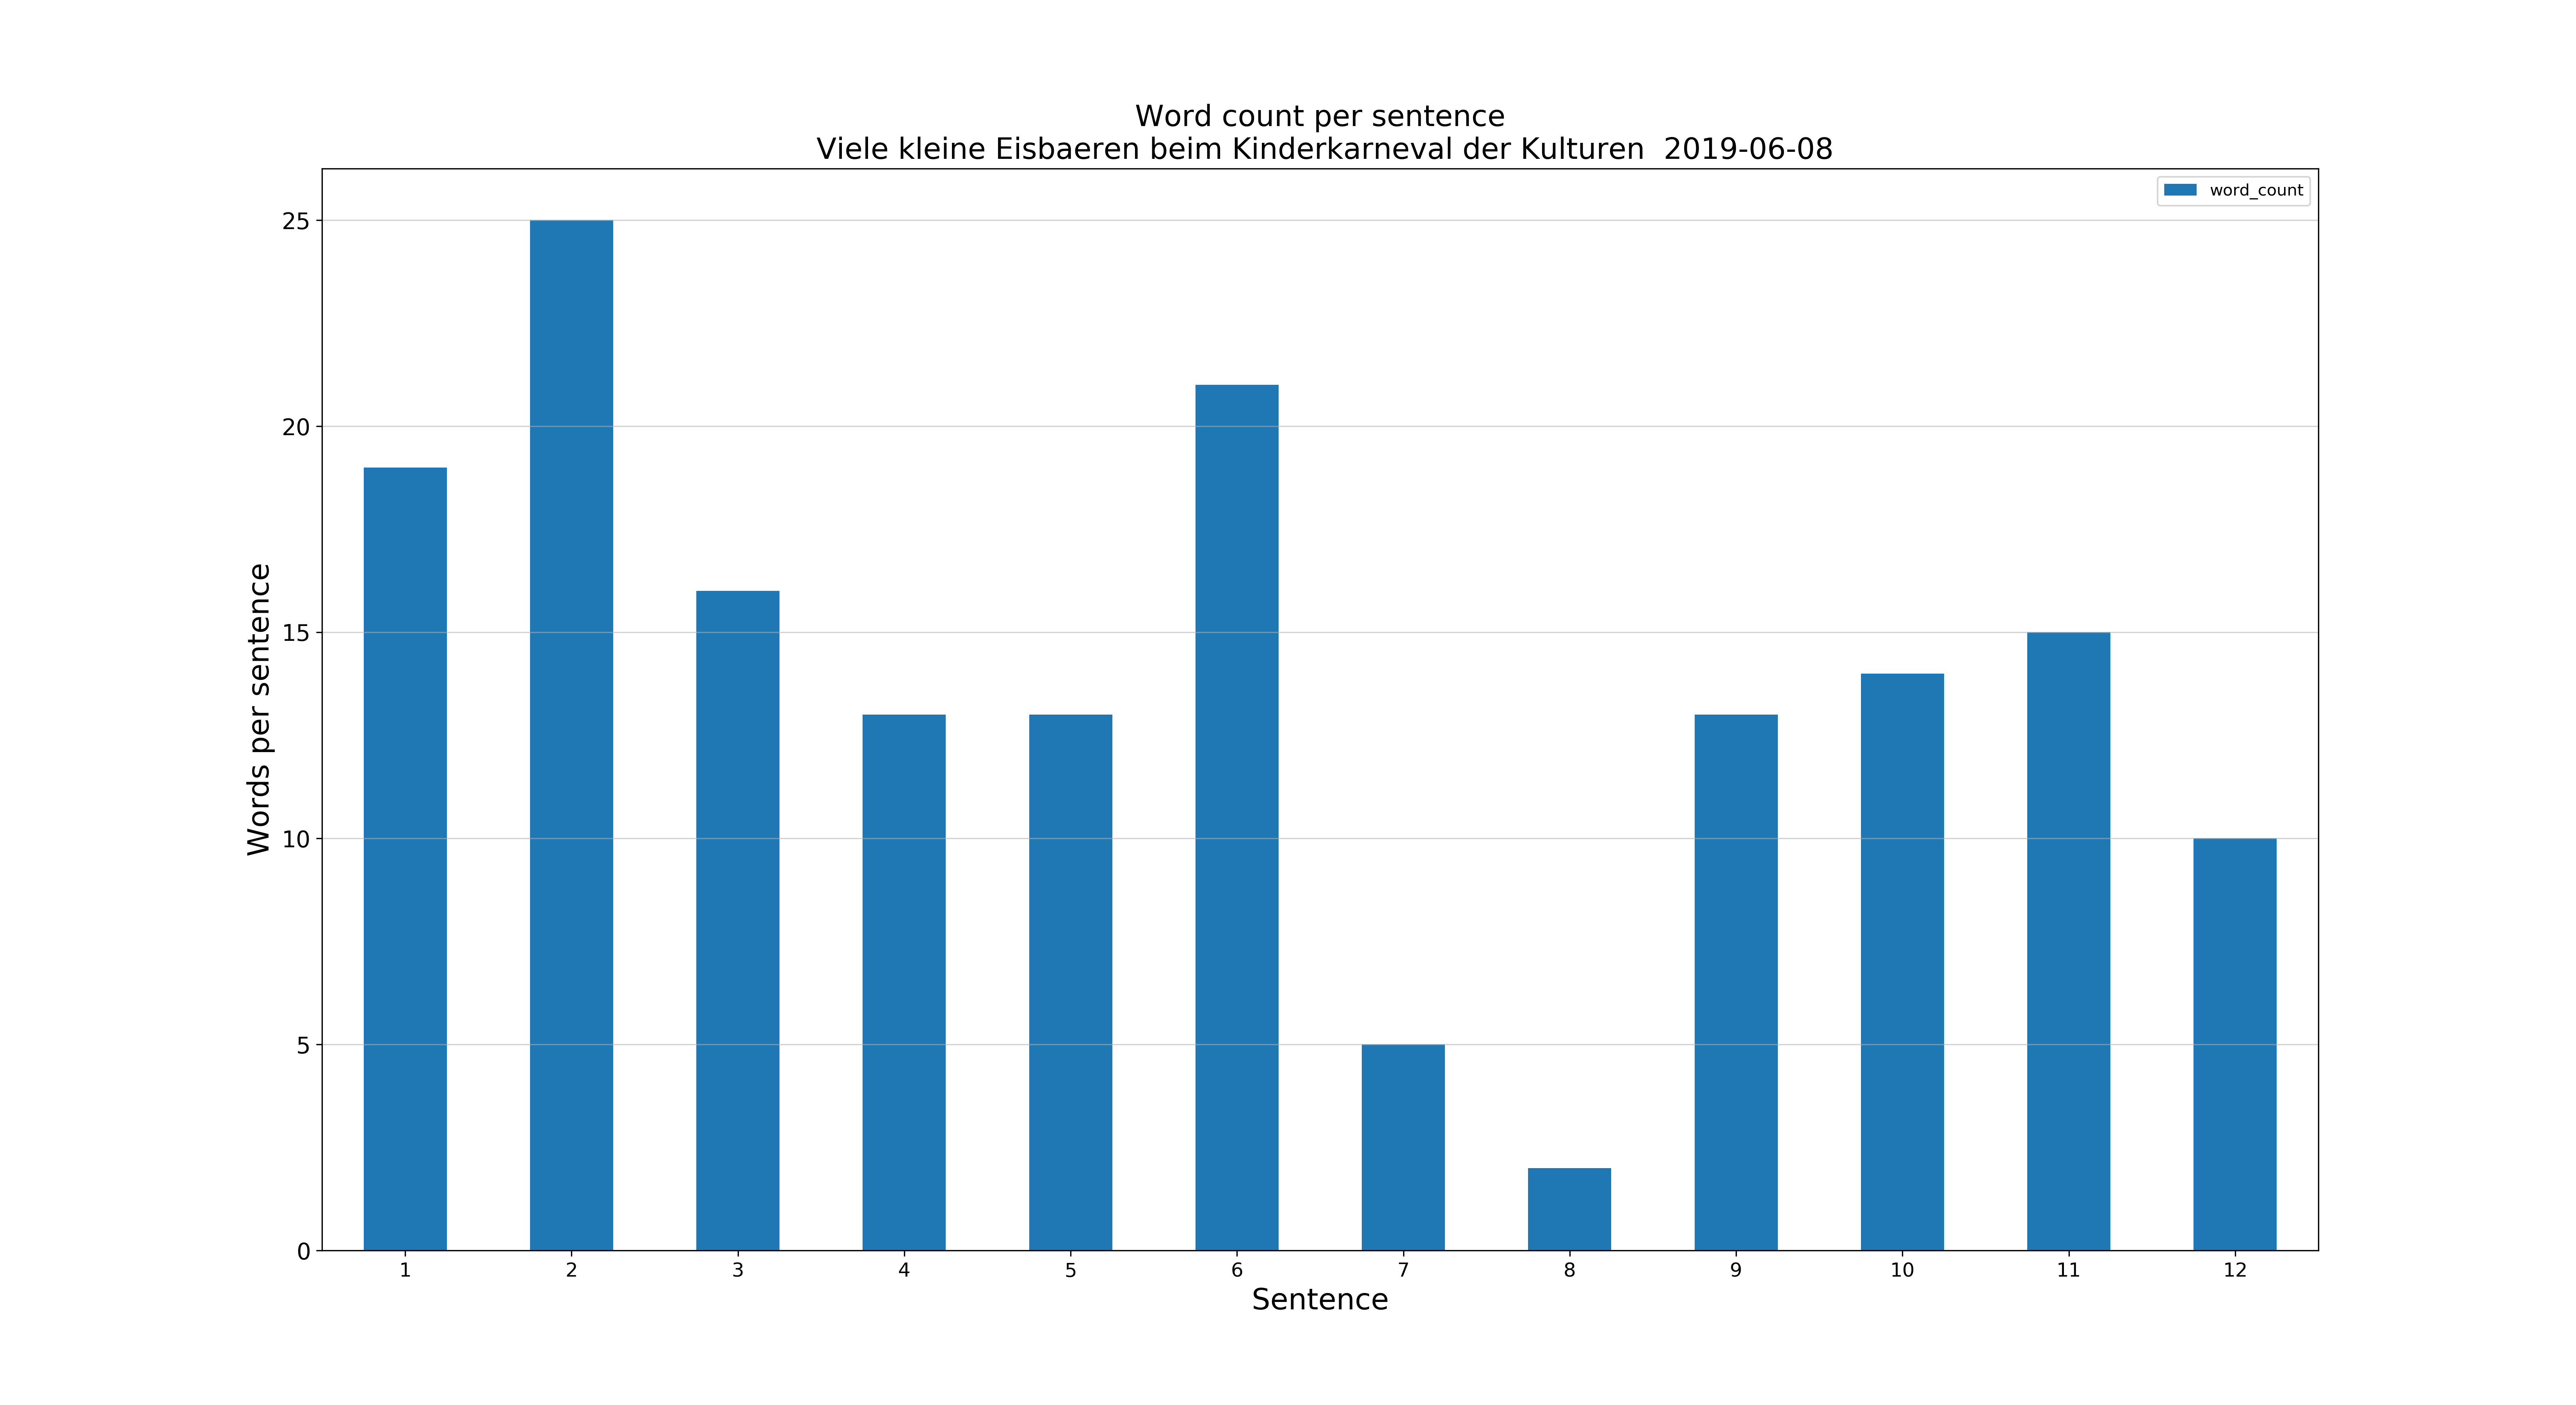 Word count per sentence
Viele kleine Eisbaeren beim Kinderkarneval der Kulturen  2019-06-08
word_count
25
20
15
10
5
0
Words per sentence
1 2 3 4 5 6 7 8 9 10 11 12
Sentence